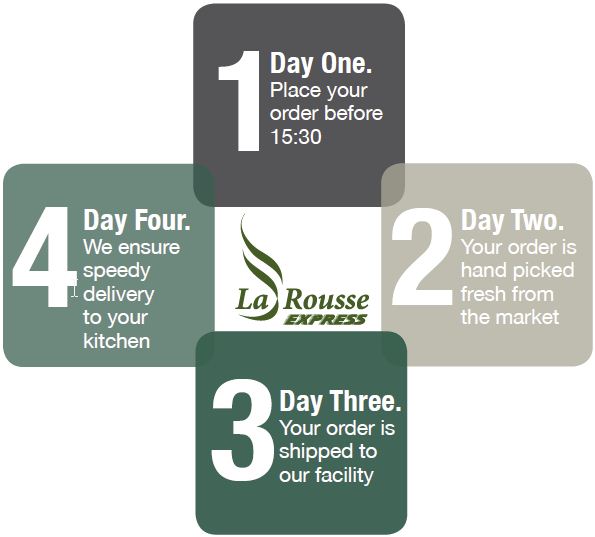 1
Day One.
Place your
order before
15:30
2
Day Two.
Your order is
hand picked
fresh from
the market
3
Day Three.
Your order is
shipped to
our facility
4
Day Four.
We ensure
speedy
delivery
to your
kitchen
La Rousse
EXPRESS